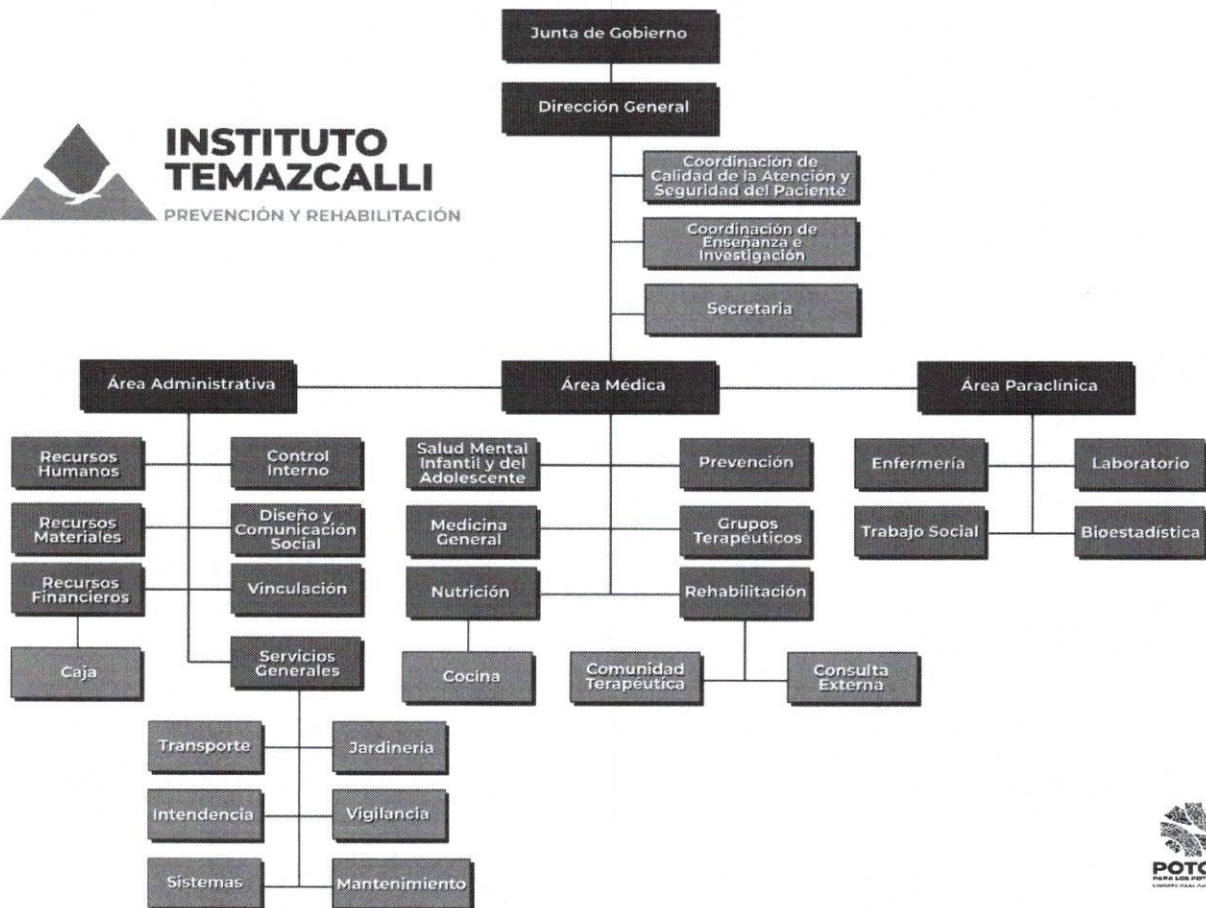 Junta de Gobierno
Dirección General
INSTITUTO
TEMAZCALLI
PREVENCIÓN Y REHABILITACIÓN
Coordinación de
Calidad de la Atención y
Seguridad del Paciente
Coordinación de
Enseñanza e
Investigación
Secretaria
Área Administrativa
Área Médica
Área Paraclínica
Recursos
Humanos
Control
Interno
Salud Mental
Infantil y del
Adolescente
Prevención
Enfermería
Laboratorio
Recursos
Materiales
Diseño y
Comunicación
Social
Medicina
General
Grupos
Terapéuticos
Trabajo Social
Bioestadística
Recursos
Financieros
Vinculación
Nutrición
Rehabilitación
Caja
Servicios
Generales
Cocina
Comunidad
Terapéutica
Consulta
Externa
Transporte
Jardinería
Intendencia
Vigilancia
Sistemas
Mantenimiento
PARA LOS